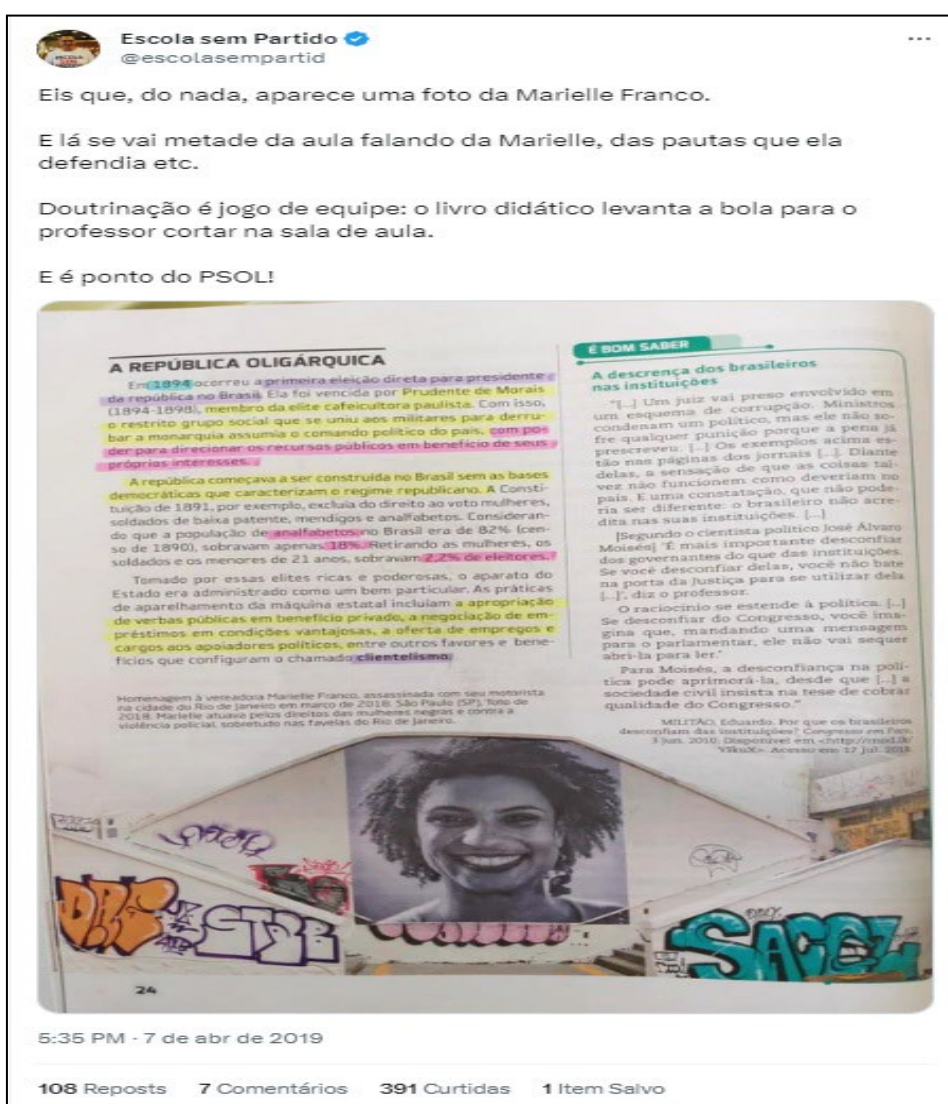 Escola sem Partido
@escolasempartid
Eis que, do nada, aparece uma foto da Marielle Franco.
E lá se vai metade da aula falando da Marielle, das pautas que ela
defendia etc.
Doutrinação é jogo de equipe: o livro didático levanta a bola para o
professor cortar na sala de aula.
E é ponto do PSOL!
A REPÚBLICA OLIGÁRQUICA
Em 1894 ocorreu a primeira eleição direta para presidente
da república no Brasil. Ela foi vencida por Prudente de Morais
(1894-1898), membro da elite cafeicultora paulista. Com isso,
o restrito grupo social que se uniu aos militares para derru-
bar a monarquia assumia o comando político do país, com po-
der para direcionar os recursos públicos em benefício de seus
próprios interesses.
A república começava a ser construída no Brasil sem as bases
democráticas que caracterizam o regime republicano. A Consti-
tuição de 1891, por exemplo, excluía do direito ao voto mulheres,
soldados de baixa patente, mendigos e analfabetos. Consideran-
do que a população de analfabetos no Brasil era de 82% (cen-
so de 1890), sobravam apenas 18%. Retirando as mulheres, os
soldados e os menores de 21 anos, sobravam 2,2% de eleitores.
Tomado por essas elites ricas e poderosas, o aparato do
Estado era administrado como um bem particular. As práticas
de aparelhamento da máquina estatal incluíam a apropriação
de verbas públicas em benefício privado, a negociação de em-
préstimos em condições vantajosas, a oferta de empregos e
cargos aos apoiadores políticos, entre outros favores e bene-
fícios que configuram o chamado clientelismo.
Homenagem à vereadora Marielle Franco, assassinada com seu motorista
na cidade do Rio de Janeiro em março de 2018. São Paulo (SP), foto de
2018. Marielle atuava pelos direitos das mulheres negras e contra a
violência policial, sobretudo nas favelas do Rio de Janeiro.
É BOM SABER
A descrença dos brasileiros
nas instituições
"[...] Um juiz vai preso envolvido em
um esquema de corrupção. Ministros
condenam um político, mas ele não so-
fre qualquer punição porque a pena já
prescreveu. [...] Os exemplos acima es-
tão nas páginas dos jornais [...]. Diante
delas, a sensação de que as coisas tal-
vez não funcionem como deveriam no
país. E uma constatação, que não pode-
ria ser diferente: o brasileiro não acre-
dita nas suas instituições. [...]
[Segundo o cientista político José Álvaro
Moisés] 'É mais importante desconfiar
dos governantes do que das instituições.
Se você desconfiar delas, você não bate
na porta da Justiça para se utilizar dela
[...]', diz o professor.
O raciocínio se estende à política. [...]
Se desconfiar do Congresso, você ima-
gina que, mandando uma mensagem
para o parlamentar, ele não vai sequer
abri-la para ler.'
Para Moisés, a desconfiança na polí-
tica pode aprimorá-la, desde que [...] a
sociedade civil insista na tese de cobrar
qualidade do Congresso."
MILITÃO, Eduardo. Por que os brasileiros
desconfiam das instituições? Congresso em Foco,
3 jun. 2010. Disponível em <http://mod.lk/
>. Acesso em 17 jul. 2018.
STOP
SACEZ
24
5:35 PM · 7 de abr de 2019
108 Reposts 7 Comentários 391 Curtidas 1 Item Salvo